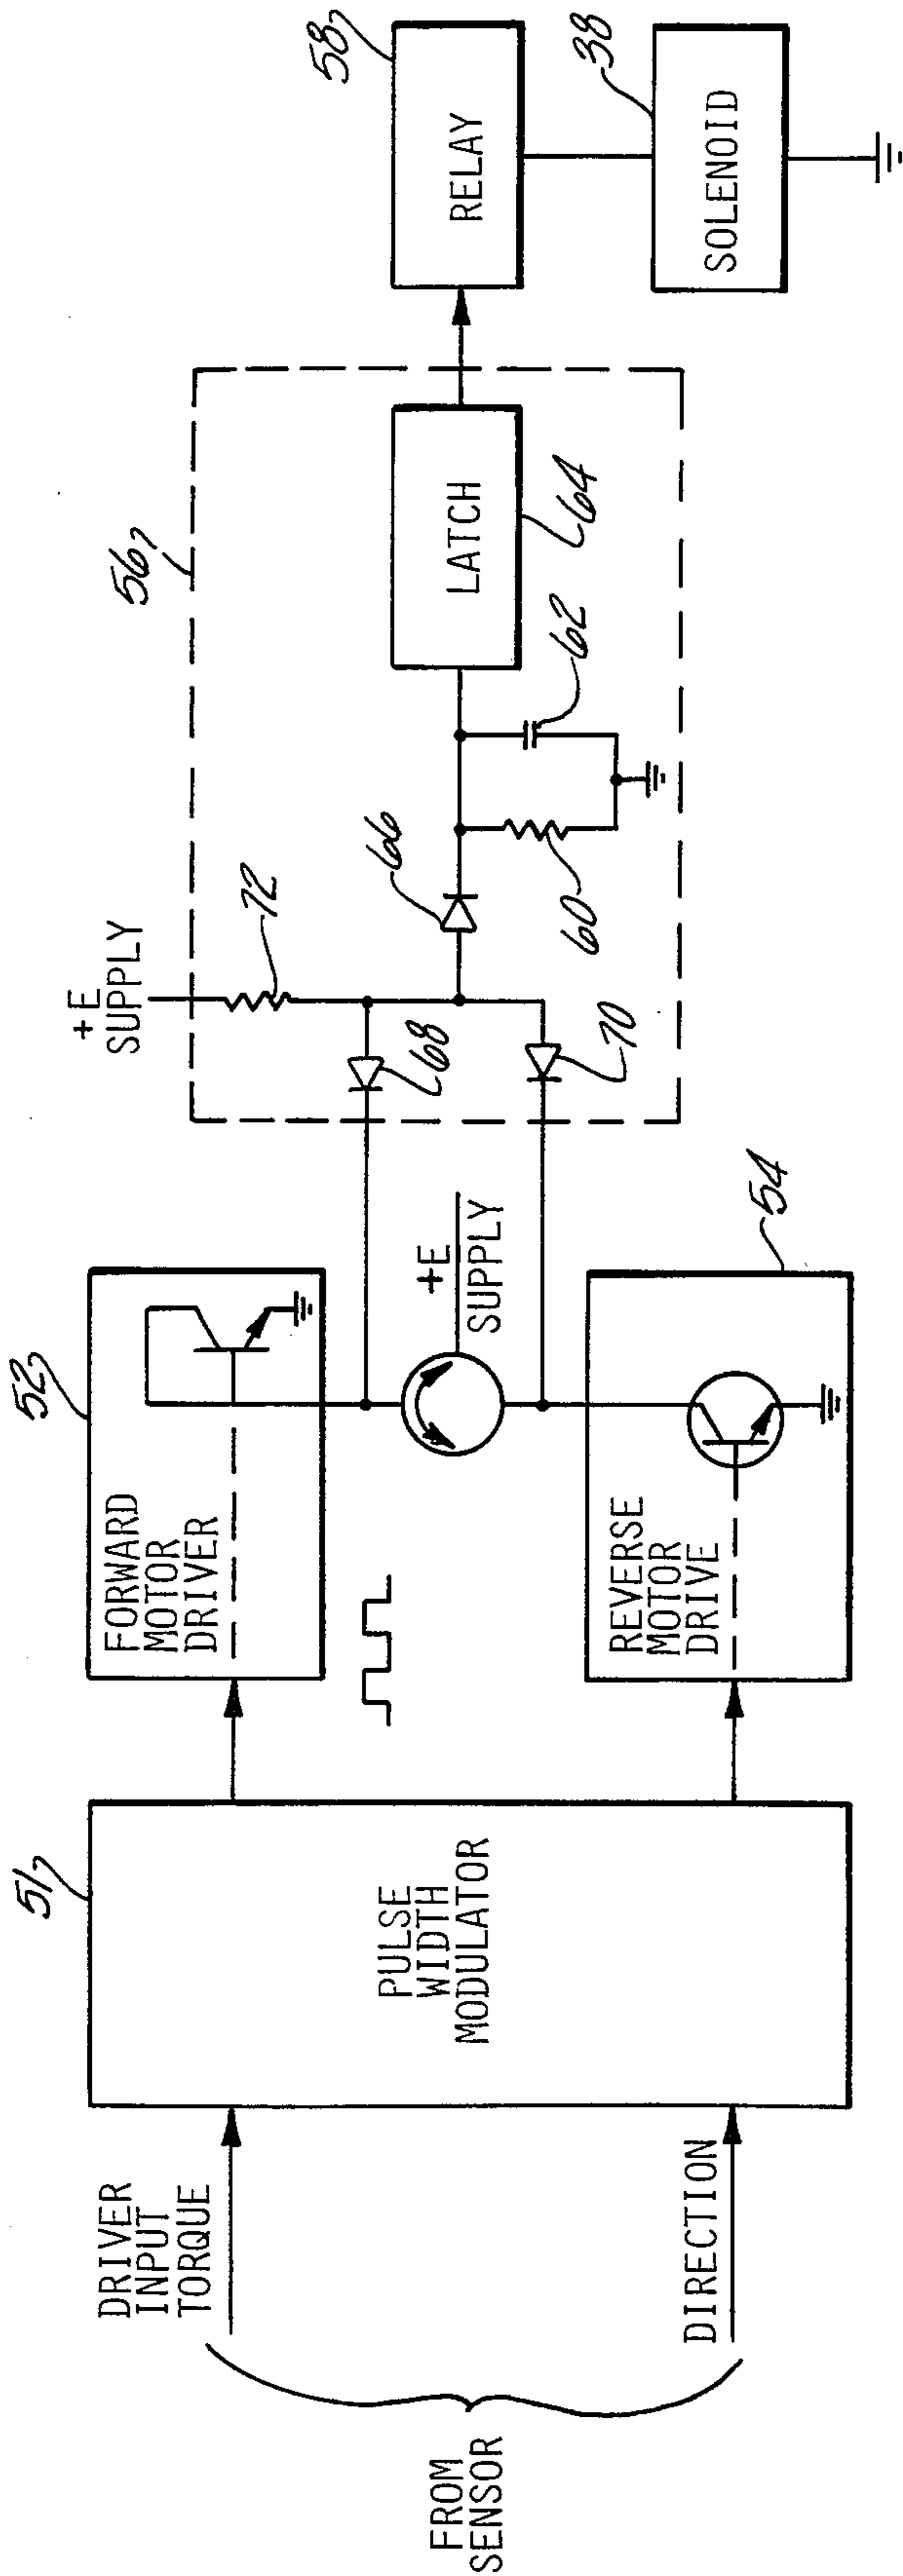 FROM
SENSOR
DRIVER
INPUT
TORQUE
DIRECTION
51
PULSE
WIDTH
MODULATOR
52
FORWARD
MOTOR
DRIVER
+E
SUPPLY
54
REVERSE
MOTOR
DRIVE
+E
SUPPLY
56
72
68
70
66
60
62
LATCH
64
58
RELAY
38
SOLENOID